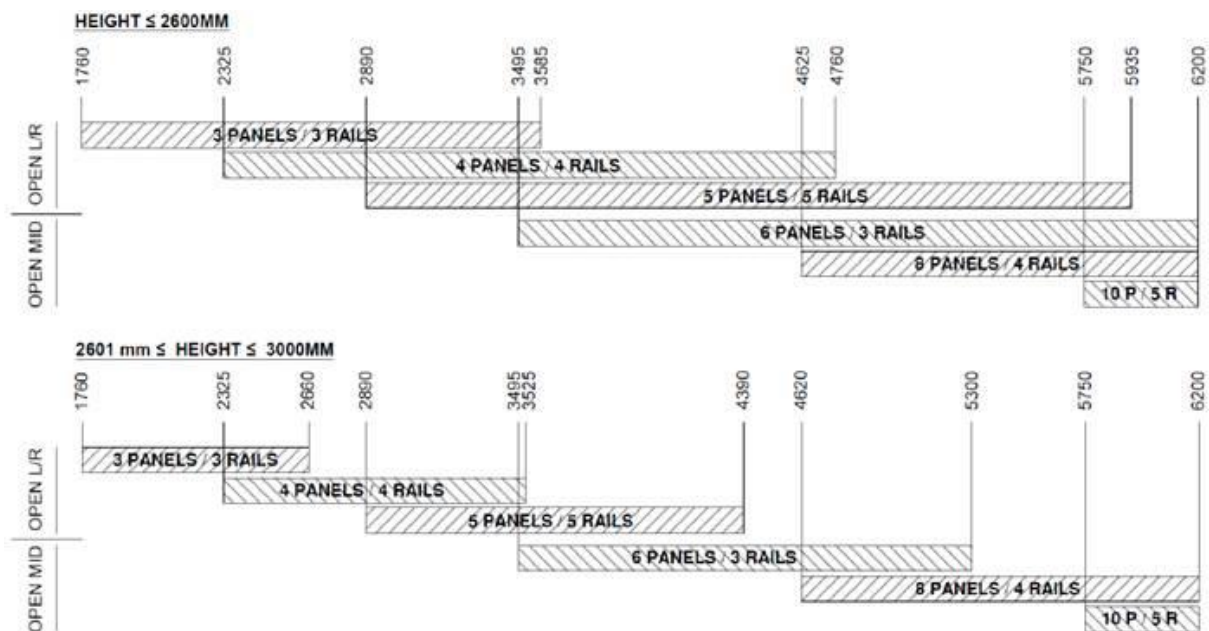 HEIGHT ≤ 2600MM
1760 2325 2890 3495 3585 4625 4760 5750 5935 6200
OPEN L/R
3 PANELS / 3 RAILS
4 PANELS / 4 RAILS
5 PANELS / 5 RAILS
OPEN MID
6 PANELS / 3 RAILS
8 PANELS / 4 RAILS
10 P / 5 R
2601 mm ≤ HEIGHT ≤ 3000MM
1760 2325 2660 2890 3495 3525 4390 4620 5300 5750 6200
OPEN L/R
3 PANELS / 3 RAILS
4 PANELS / 4 RAILS
5 PANELS / 5 RAILS
OPEN MID
6 PANELS / 3 RAILS
8 PANELS / 4 RAILS
10 P / 5 R